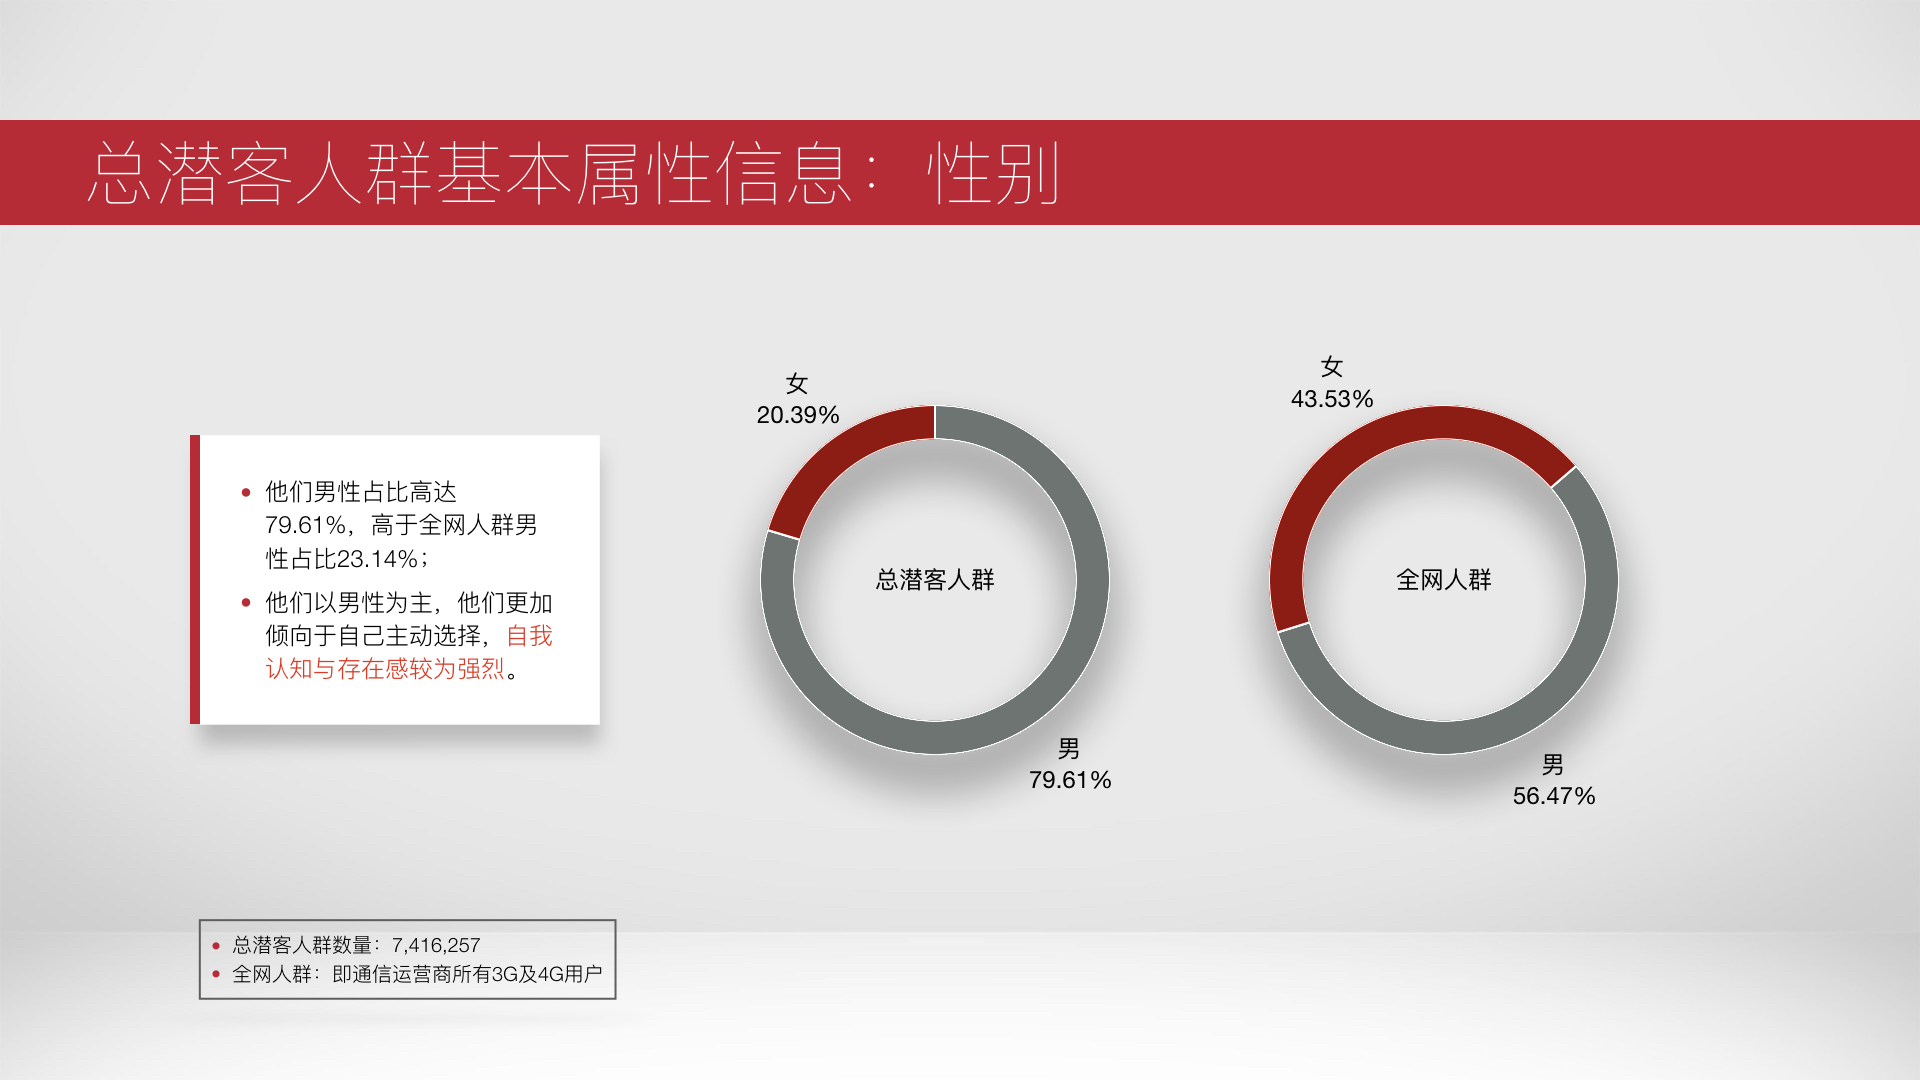 总潜客人群基本属性信息：性别
他们男性占比高达
79.61%，高于全网人群男
性占比23.14%；
他们以男性为主，他们更加
倾向于自己主动选择，自我
认知与存在感较为强烈。
女
20.39%
总潜客人群
男
79.61%
女
43.53%
全网人群
男
56.47%
总潜客人群数量：7,416,257
全网人群：即通信运营商所有3G及4G用户